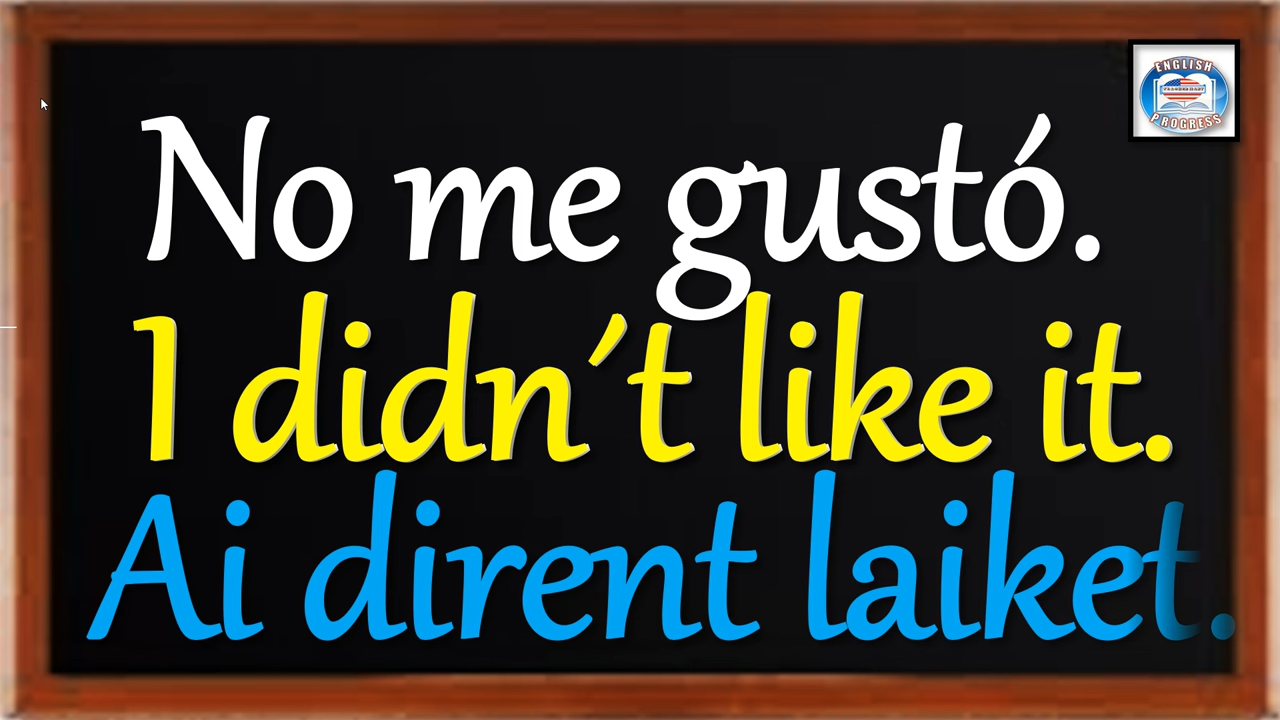 ENGLISH
PROGRESS
No me gustó.
I didn´t like it.
Ai dirent laiket.